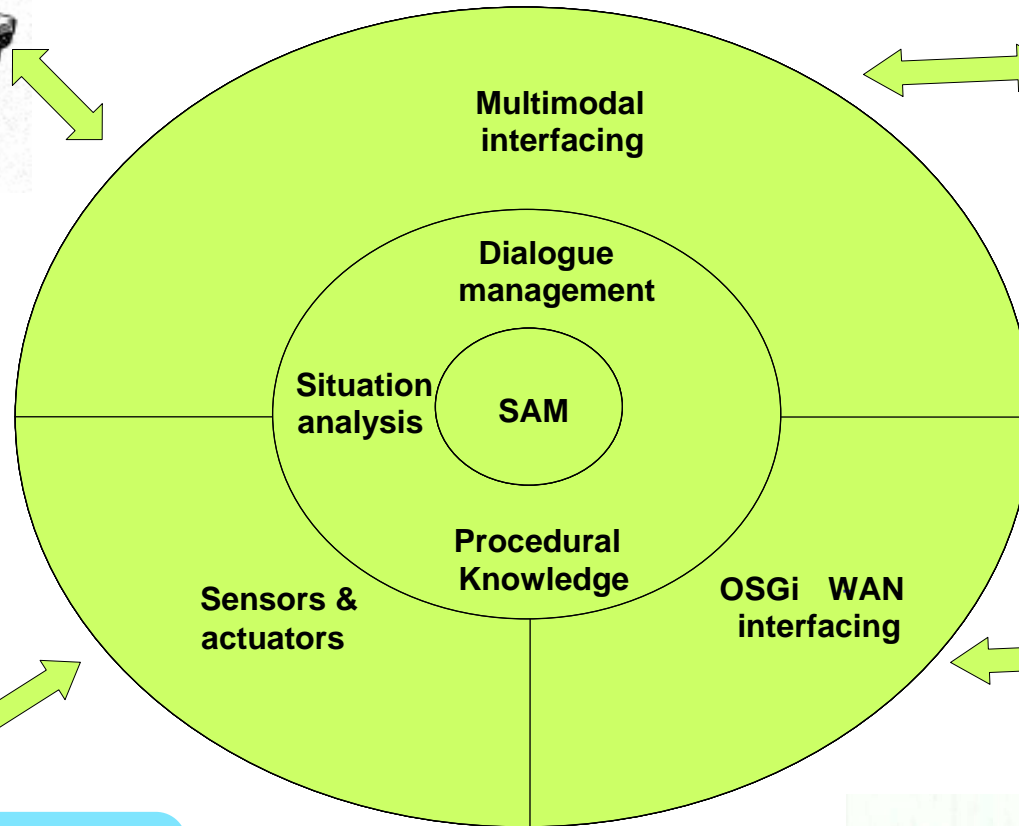 Multimodal
interfacing
Dialogue
management
Situation
analysis
SAM
Procedural
Knowledge
Sensors &
actuators
OSGi WAN
interfacing